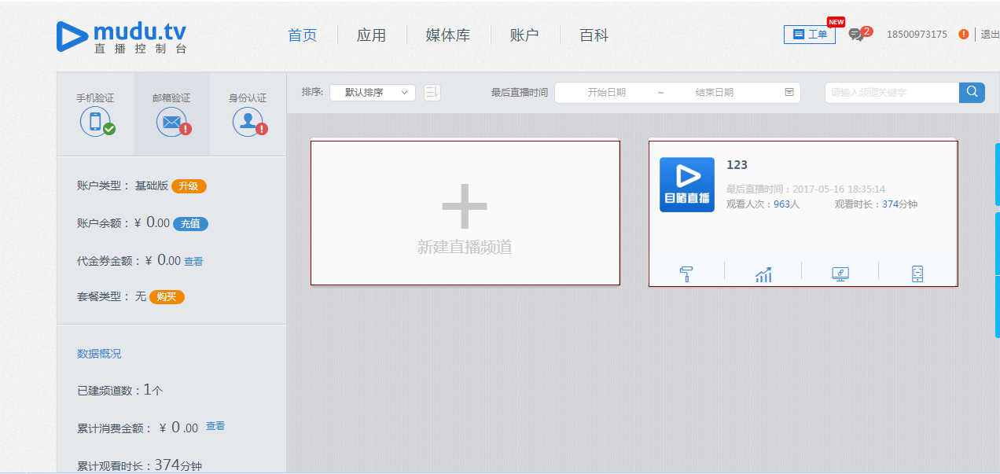 mudu.tv
直播控制台
首页 应用 媒体库 账户 百科
工单 NEW 2 18500973175 退出
手机验证 邮箱验证 身份认证
账户类型： 基础版 升级
账户余额：¥ 0.00 充值
代金券金额：¥ 0.00 查看
套餐类型： 无 购买
数据概况
已建频道数：1个
累计消费金额： ¥ 0 .00 查看
累计观看时长：374分钟
排序: 默认排序 最后直播时间 开始日期 ~ 结束日期 请输入频道关键字
新建直播频道
目睹直播
123
最后直播时间：2017-05-16 18:35:14
观看人次：963人 观看时长：374分钟